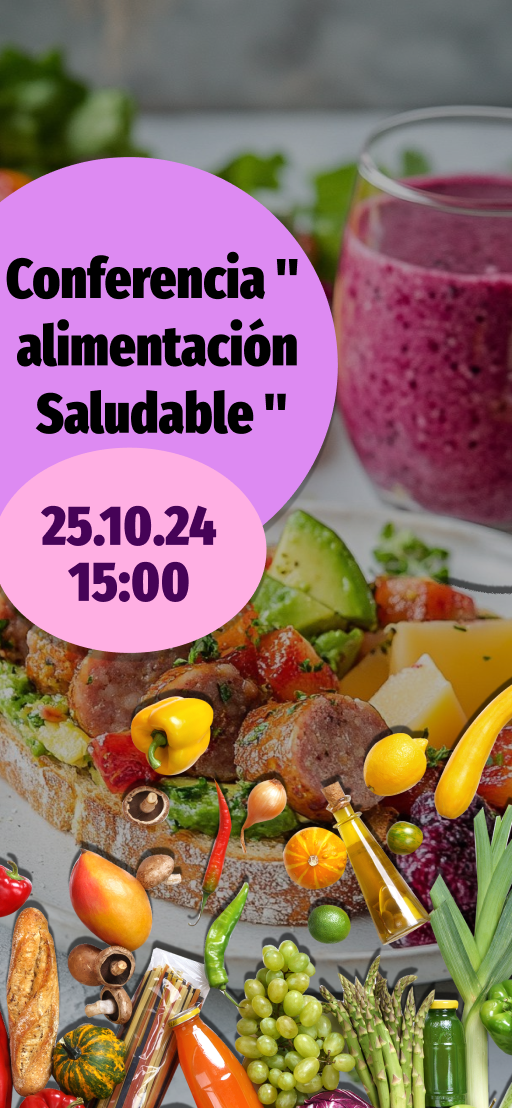 Conferencia "
alimentación
Saludable "
25.10.24
15:00